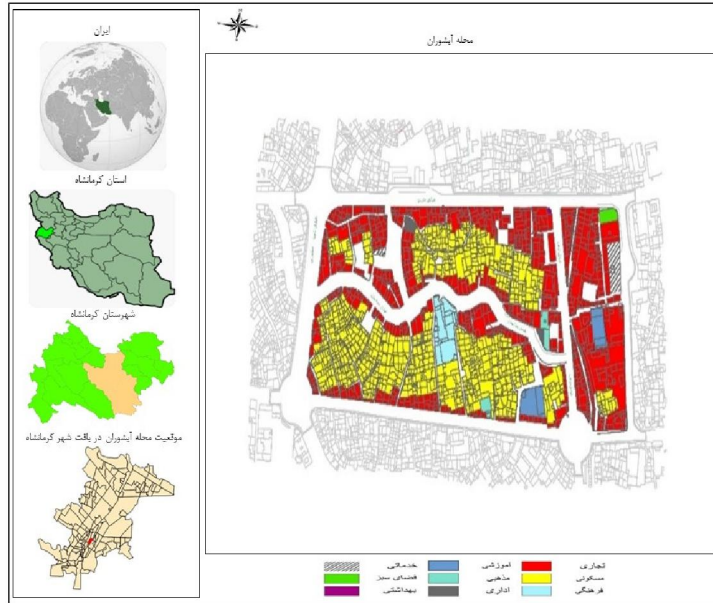 ایران
استان کرمانشاه
شهرستان کرمانشاه
موقعیت محله آبشوران در بافت شهر کرمانشاه
محله آبشوران
تجاری
مسکونی
فرهنگی
آموزشی
مذهبی
اداری
خدماتی
فضای سبز
بهداشتی